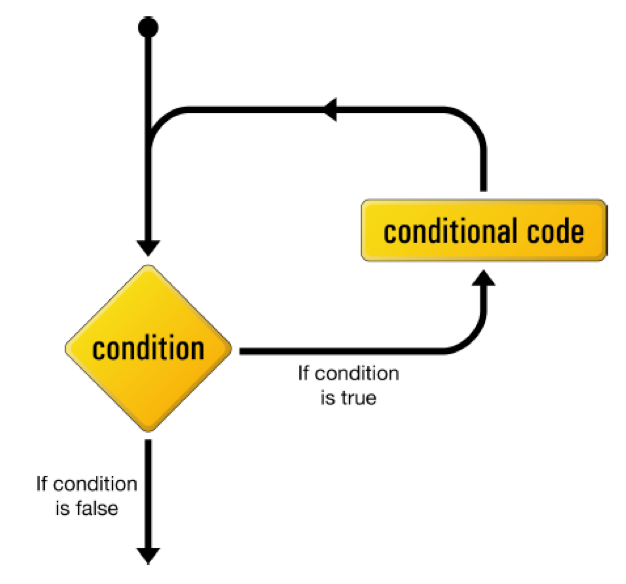 conditional code
condition
If condition
is true
If condition
is false